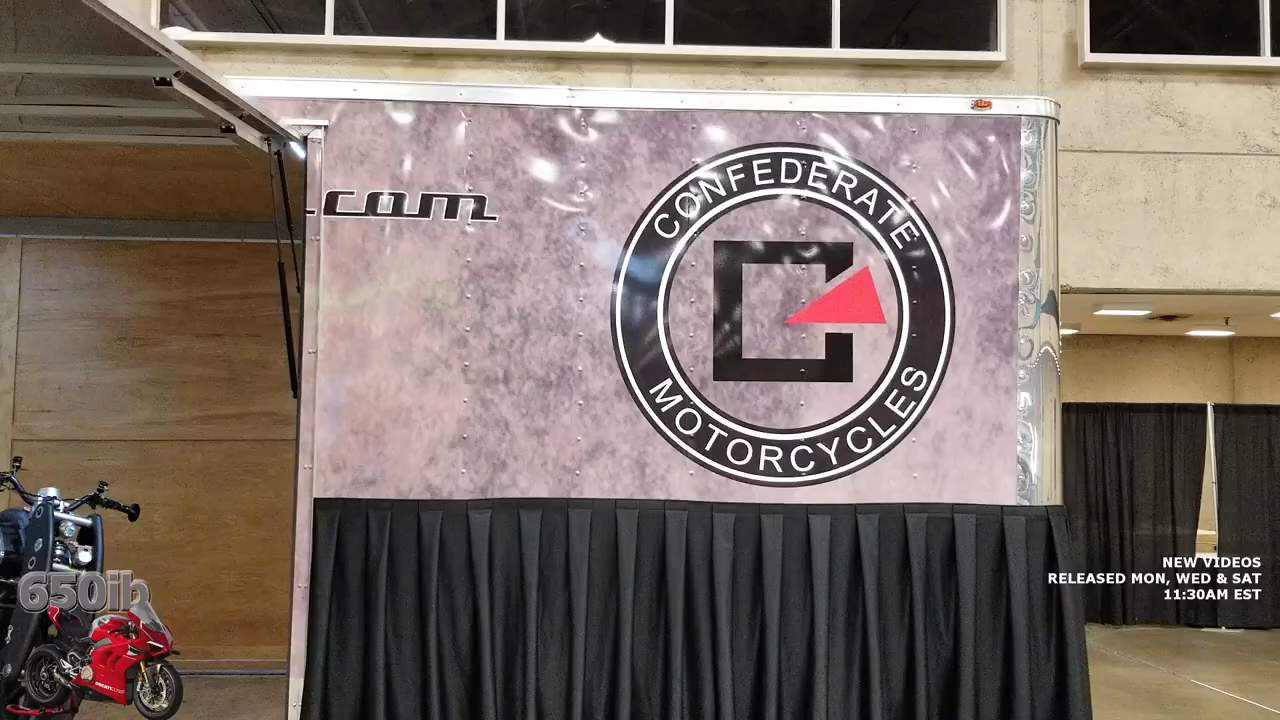 .com
CONFEDERATE
MOTORCYCLES
650ib
NEW VIDEOS
RELEASED MON, WED & SAT
11:30AM EST